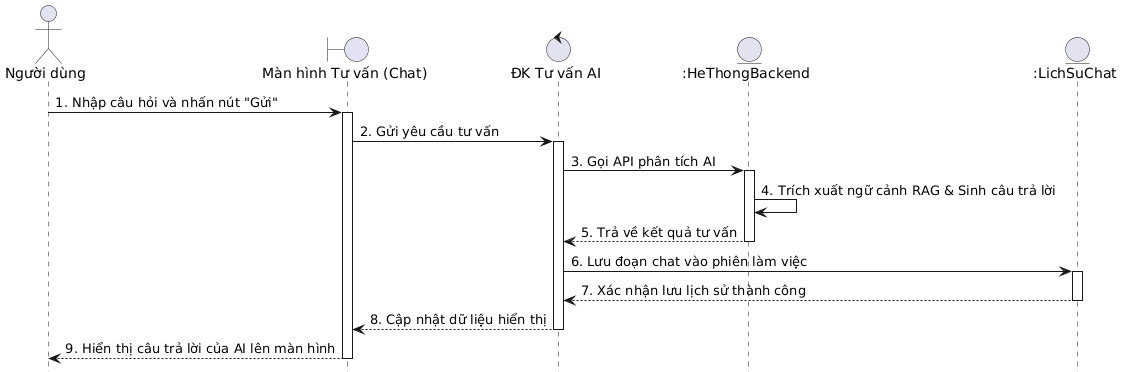 Người dùng
Màn hình Tư vấn (Chat)
ĐK Tư vấn AI
:HeThongBackend
:LichSuChat
1. Nhập câu hỏi và nhấn nút "Gửi"
2. Gửi yêu cầu tư vấn
3. Gọi API phân tích AI
4. Trích xuất ngữ cảnh RAG & Sinh câu trả lời
5. Trả về kết quả tư vấn
6. Lưu đoạn chat vào phiên làm việc
7. Xác nhận lưu lịch sử thành công
8. Cập nhật dữ liệu hiển thị
9. Hiển thị câu trả lời của AI lên màn hình